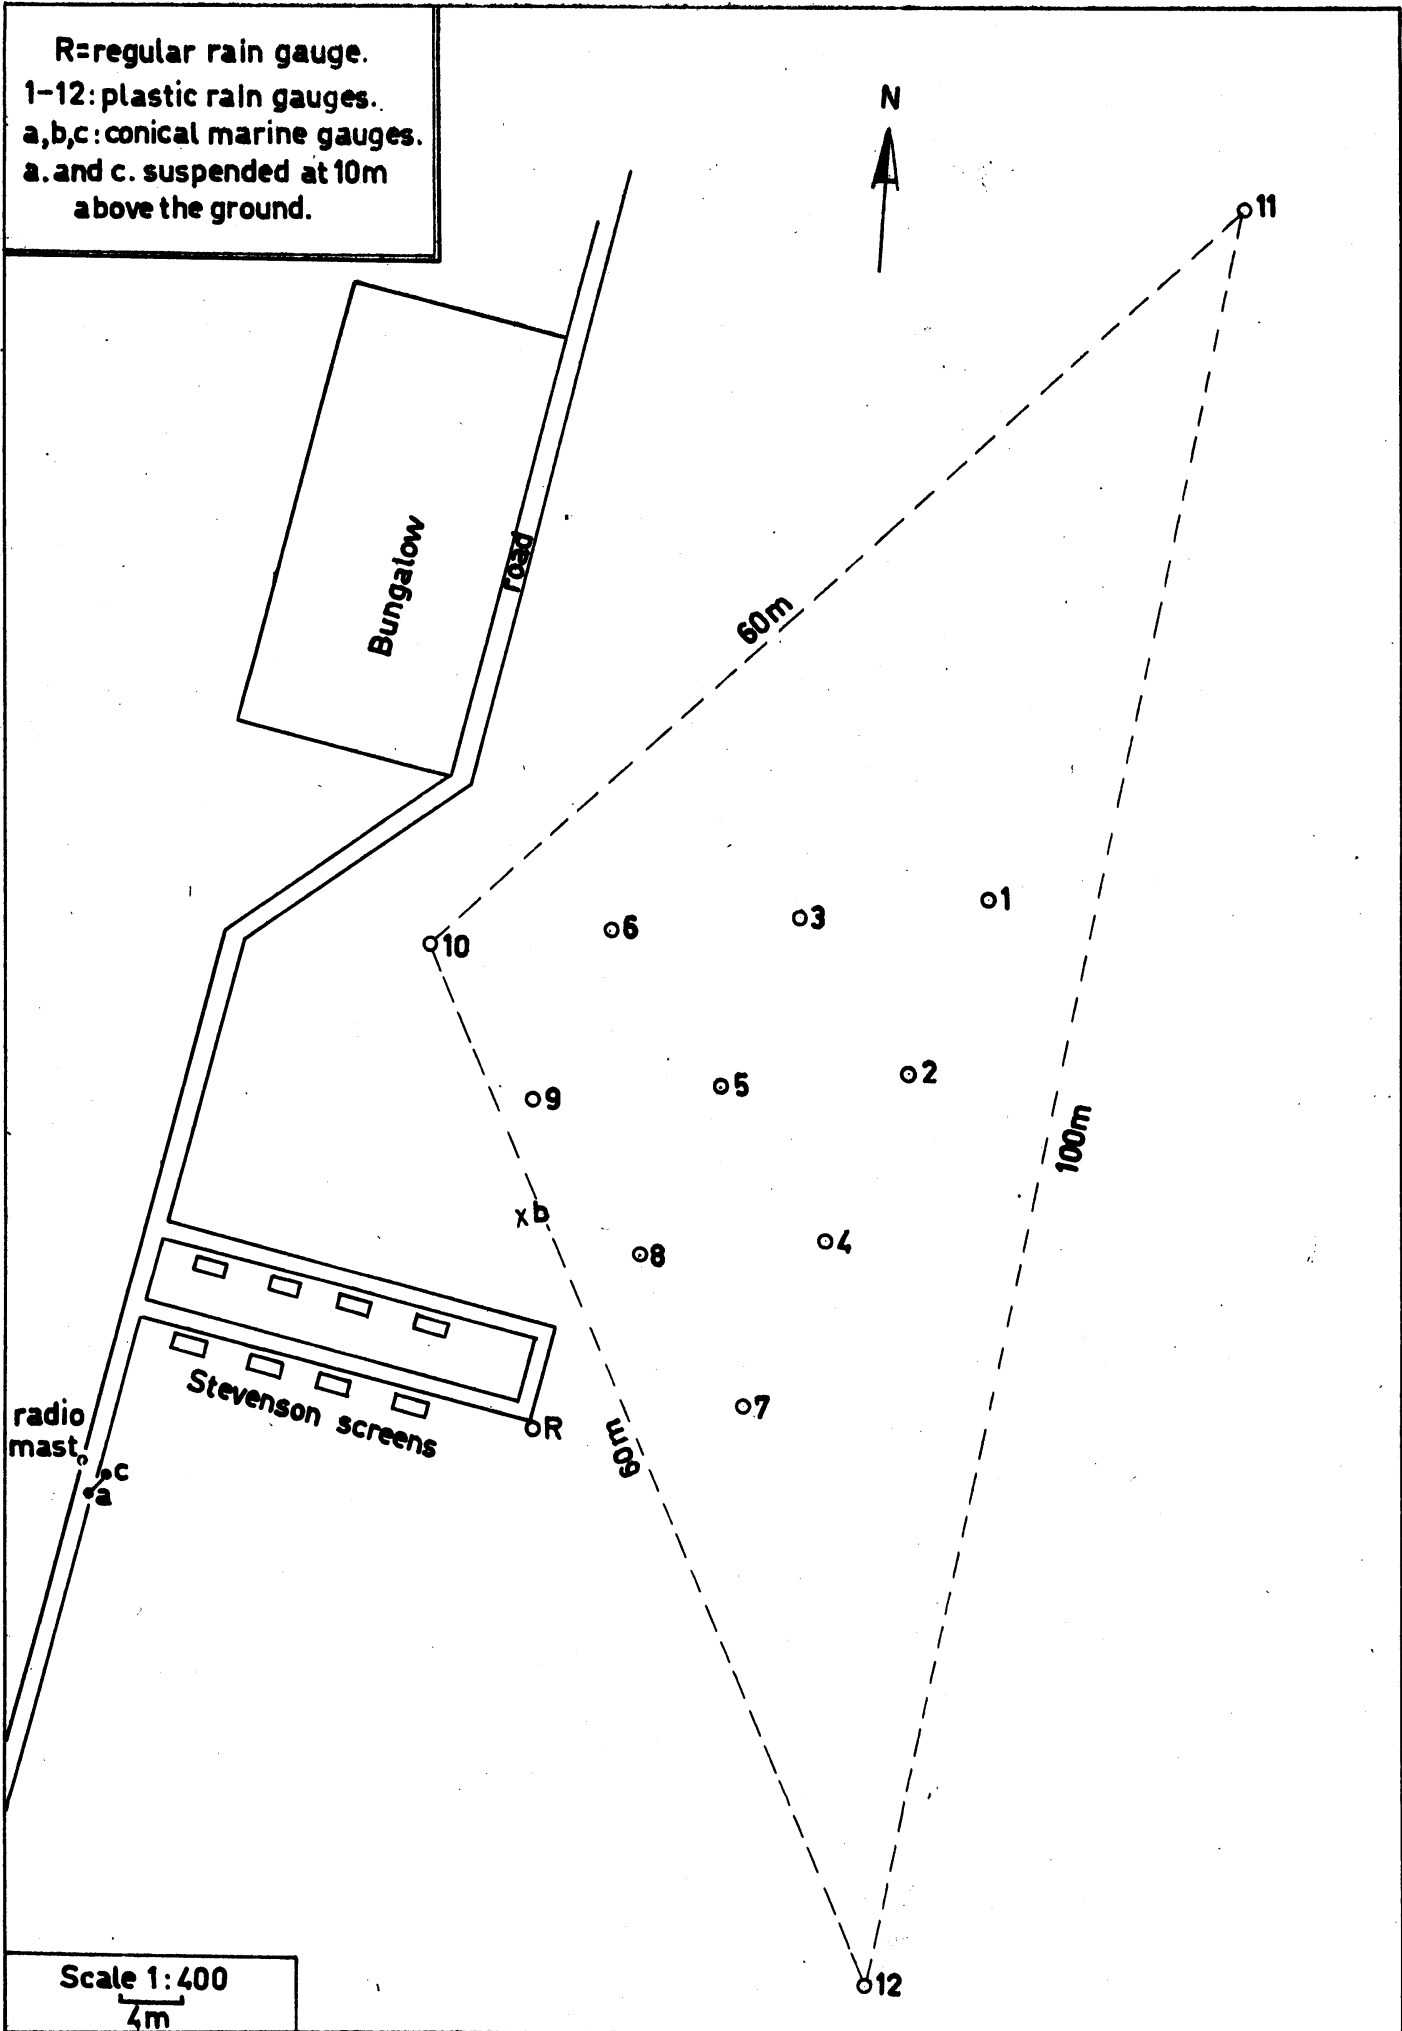 R=regular rain gauge.
1-12: plastic rain gauges.
a,b,c: conical marine gauges.
a. and c. suspended at 10m
above the ground.
N
11
Bungalow
road
60m
1
3
6
10
2
5
9
100m
b
4
8
7
Stevenson screens
R
60m
radio
mast
c
a
12
Scale 1:400
4m